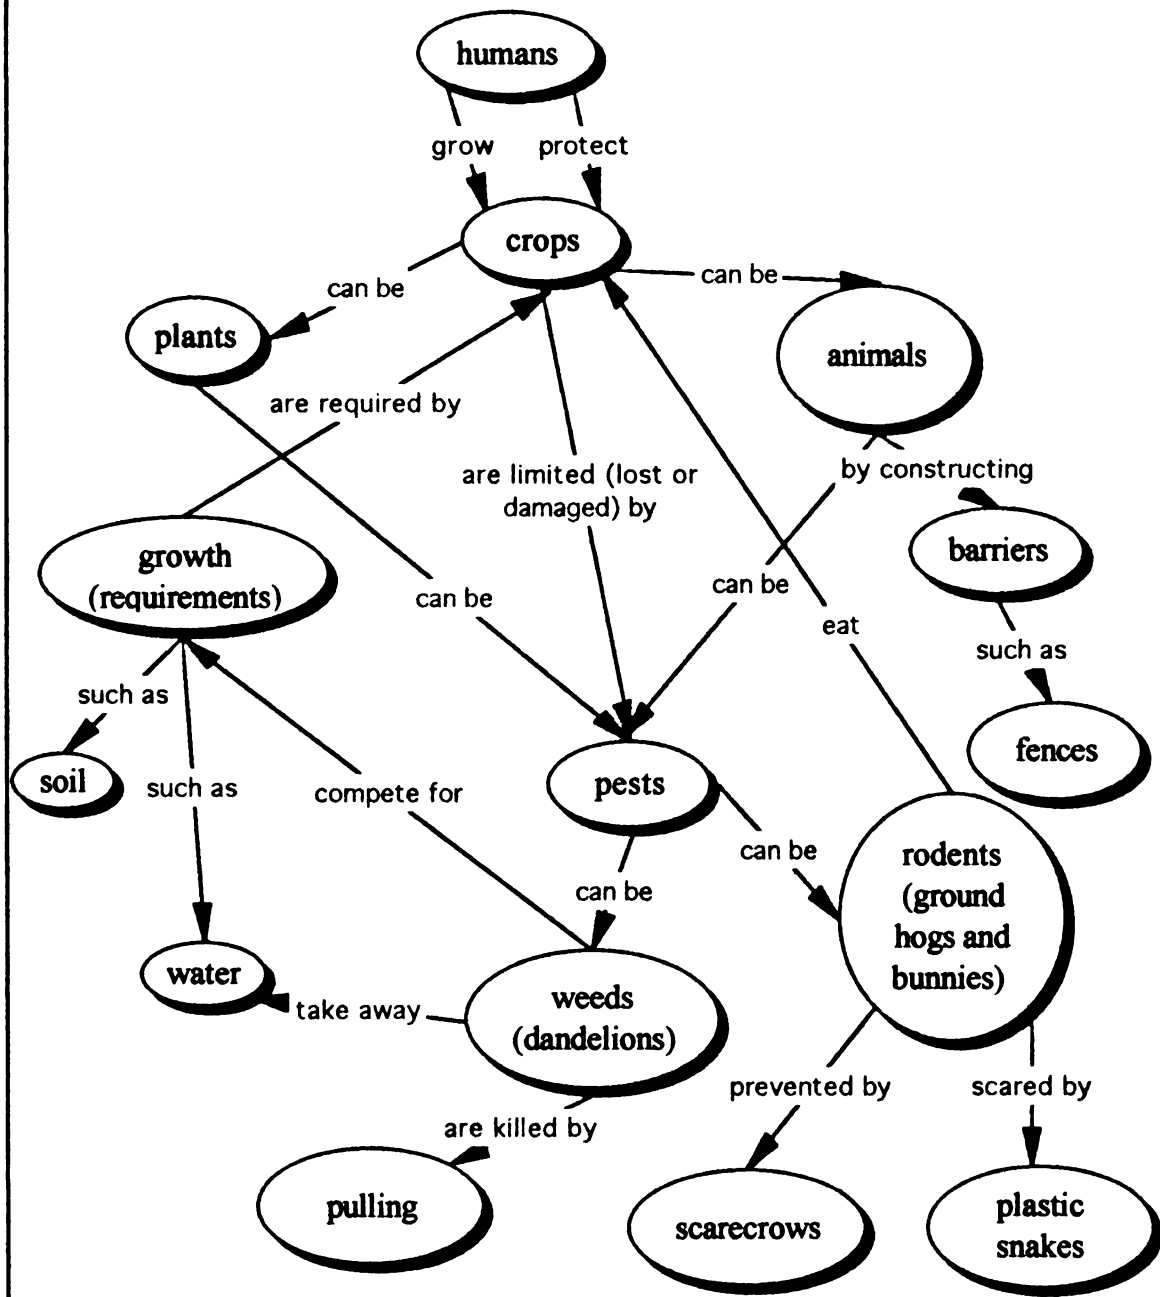 humans
grow
protect
crops
can be
can be
plants
animals
are required by
are limited (lost or
damaged) by
by constructing
growth
(requirements)
barriers
can be
can be
eat
such as
such as
soil
such as
compete for
pests
fences
can be
rodents
(ground
hogs and
bunnies)
can be
water
take away
weeds
(dandelions)
are killed by
prevented by
scared by
pulling
scarecrows
plastic
snakes